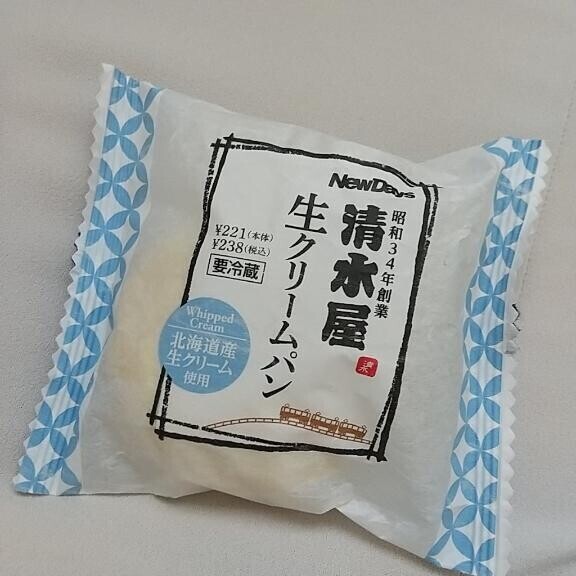 NewDays
昭和34年創業
清水屋
生クリームパン
¥221(本体)
¥238(税込)
要冷蔵
Whipped
Cream
北海道産
生クリーム
使用